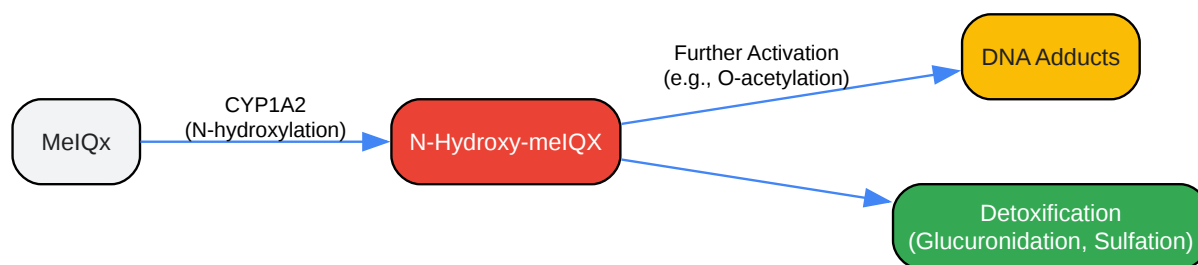 MeIQx
CYP1A2
(N-hydroxylation)
N-Hydroxy-meIQX
Further Activation
(e.g., O-acetylation)
DNA Adducts
Detoxification
(Glucuronidation, Sulfation)